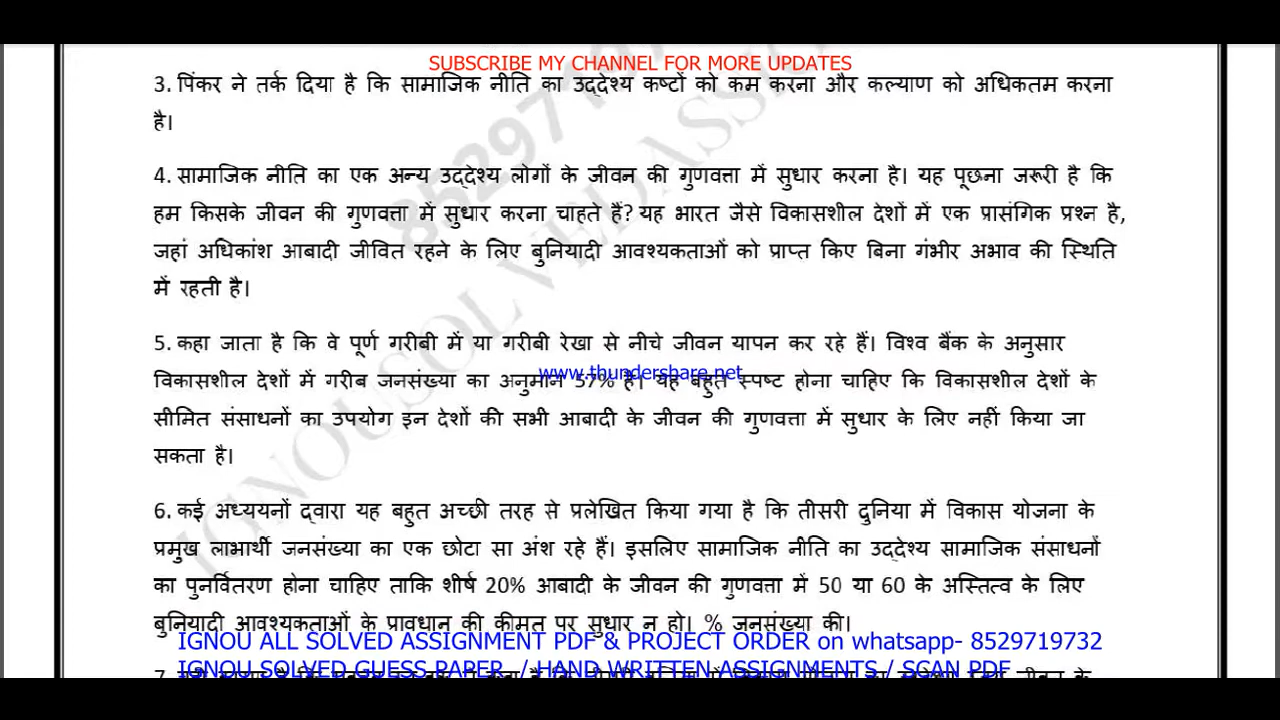 SUBSCRIBE MY CHANNEL FOR MORE UPDATES
3. पिंकर ने तर्क दिया है कि सामाजिक नीति का उद्देश्य कष्टों को कम करना और कल्याण को अधिकतम करना
है।
4. सामाजिक नीति का एक अन्य उद्देश्य लोगों के जीवन की गुणवत्ता में सुधार करना है। यह पूछना जरूरी है कि
हम किसके जीवन की गुणवत्ता में सुधार करना चाहते हैं? यह भारत जैसे विकासशील देशों में एक प्रासंगिक प्रश्न है,
जहां अधिकांश आबादी जीवित रहने के लिए बुनियादी आवश्यकताओं को प्राप्त किए बिना गंभीर अभाव की स्थिति
में रहती है।
5. कहा जाता है कि वे पूर्ण गरीबी में या गरीबी रेखा से नीचे जीवन यापन कर रहे हैं। विश्व बैंक के अनुसार
www.thundershare.net
विकासशील देशों में गरीब जनसंख्या का अनुमान 57% है। यह बहुत स्पष्ट होना चाहिए कि विकासशील देशों के
सीमित संसाधनों का उपयोग इन देशों की सभी आबादी के जीवन की गुणवत्ता में सुधार के लिए नहीं किया जा
सकता है।
6. कई अध्ययनों द्वारा यह बहुत अच्छी तरह से प्रलेखित किया गया है कि तीसरी दुनिया में विकास योजना के
प्रमुख लाभार्थी जनसंख्या का एक छोटा सा अंश रहे हैं। इसलिए सामाजिक नीति का उद्देश्य सामाजिक संसाधनों
का पुनर्वितरण होना चाहिए ताकि शीर्ष 20% आबादी के जीवन की गुणवत्ता में 50 या 60 के अस्तित्व के लिए
बुनियादी आवश्यकताओं के प्रावधान की कीमत पर सुधार न हो। % जनसंख्या की।
IGNOU ALL SOLVED ASSIGNMENT PDF & PROJECT ORDER on whatsapp- 8529719732
IGNOU SOLVED GUESS PAPER / HAND WRITTEN ASSIGNMENTS / SCAN PDF